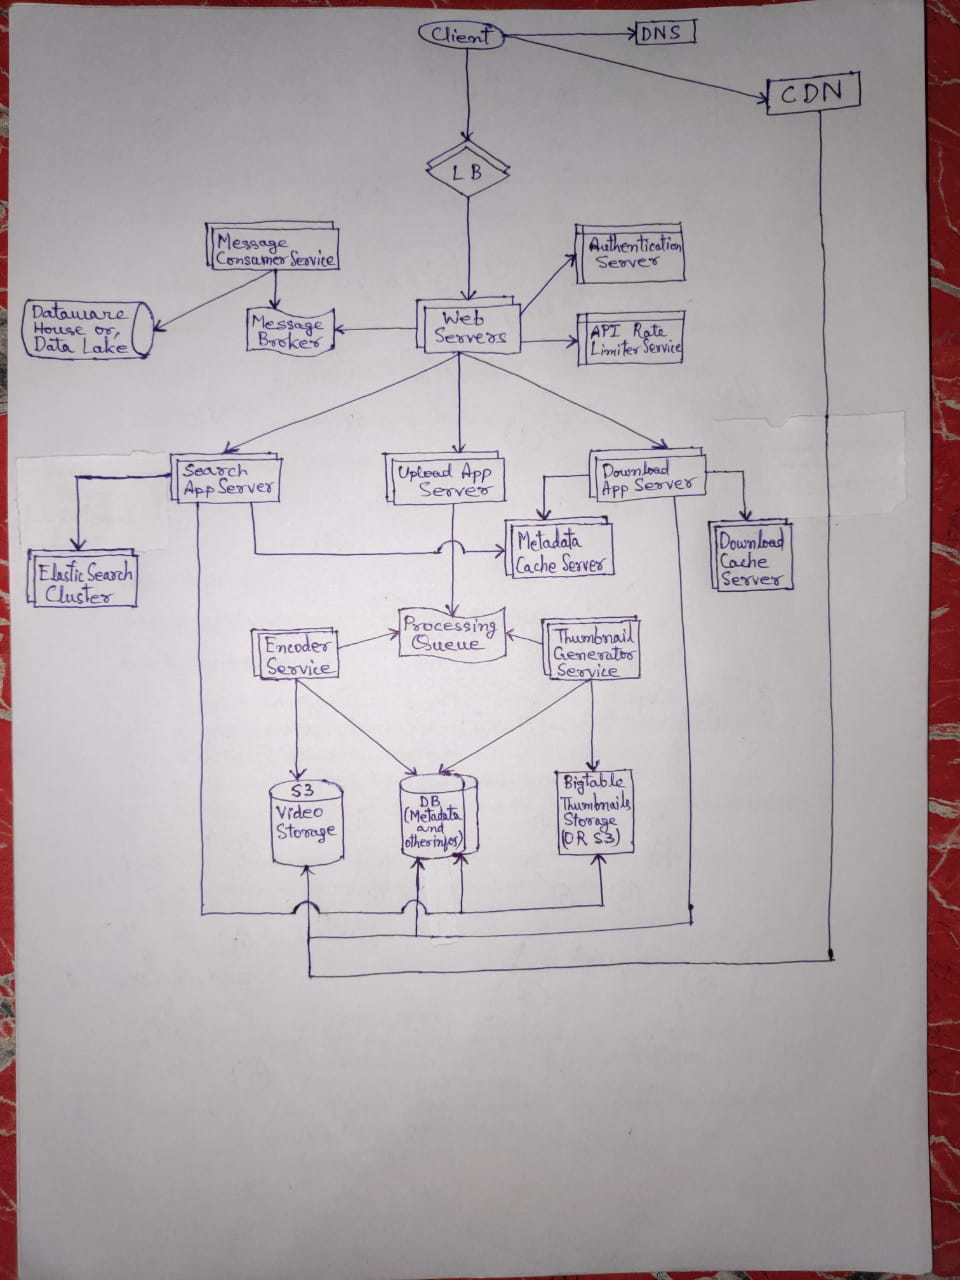 Client
DNS
CDN
LB
Message
Consumer Service
Authentication
Server
Dataware
House or,
Data Lake
Message
Broker
Web
Servers
API Rate
Limiter Service
Search
App Server
Upload App
Server
Download
App Server
Elastic Search
Cluster
Metadata
Cache Server
Download
Cache
Server
Encoder
Service
Processing
Queue
Thumbnail
Generator
Service
S3
Video
Storage
DB
(Metadata
and
other infos)
Bigtable
Thumbnails
Storage
(OR S3)